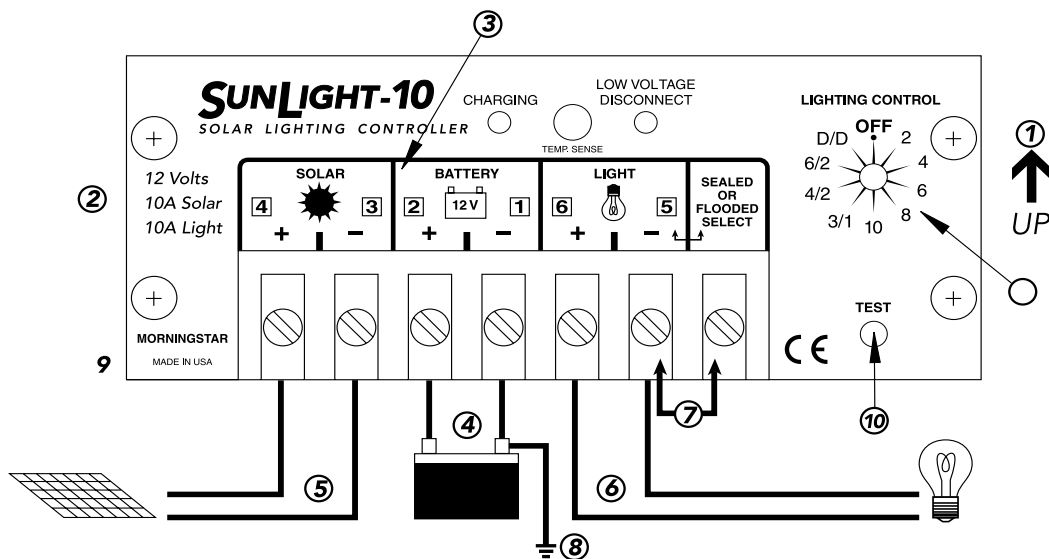 3
SUNLIGHT-10
SOLAR LIGHTING CONTROLLER
CHARGING
TEMP. SENSE
LOW VOLTAGE
DISCONNECT
LIGHTING CONTROL
OFF
D/D
6/2
4/2
3/1
10
8
6
4
2
1
UP
2
12 Volts
10A Solar
10A Light
SOLAR
4
3
+
−
BATTERY
12 V
2
1
+
−
LIGHT
6
5
+
−
SEALED
OR
FLOODED
SELECT
MORNINGSTAR
MADE IN USA
9
CE
TEST
10
4
5
6
7
8